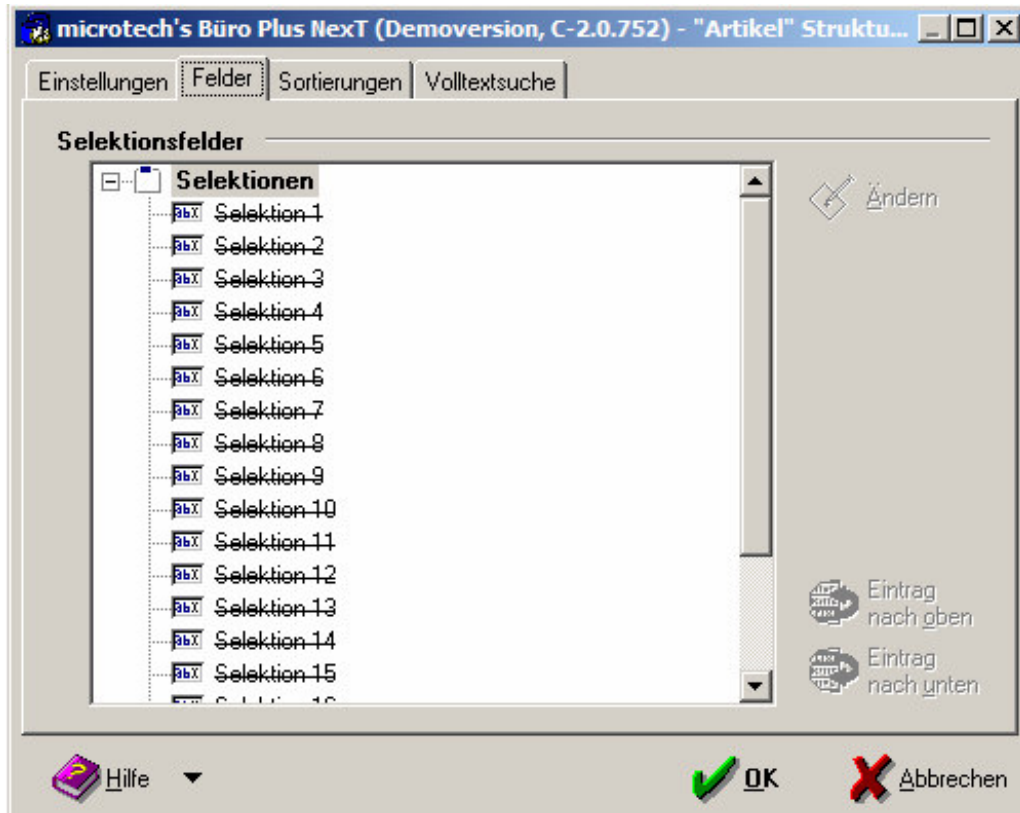 microtech's Büro Plus NexT (Demoversion, C-2.0.752) - "Artikel" Struktu...
Einstellungen Felder Sortierungen Volltextsuche
Selektionsfelder
Selektionen
Ändern
Selektion 1
Selektion 2
Selektion 3
Selektion 4
Selektion 5
Selektion 6
Selektion 7
Selektion 8
Selektion 9
Selektion 10
Selektion 11
Selektion 12
Selektion 13
Selektion 14
Selektion 15
Eintrag
nach oben
Eintrag
nach unten
Hilfe
OK
Abbrechen